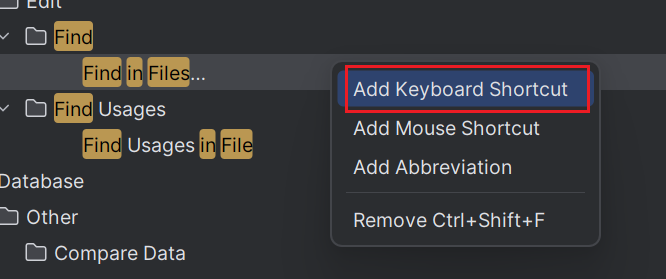 Edit
Find
Find in Files...
Add Keyboard Shortcut
Find Usages
Add Mouse Shortcut
Find Usages in File
Add Abbreviation
Database
Other
Remove Ctrl+Shift+F
Compare Data